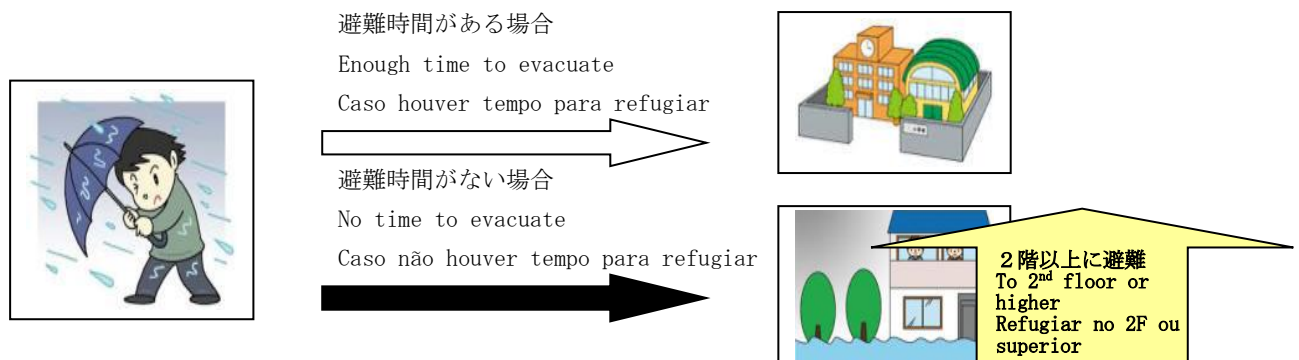 避難時間がある場合
Enough time to evacuate
Caso houver tempo para refugiar
避難時間がない場合
No time to evacuate
Caso não houver tempo para refugiar
２階以上に避難
To 2nd floor or
higher
Refugiar no 2F ou
superior